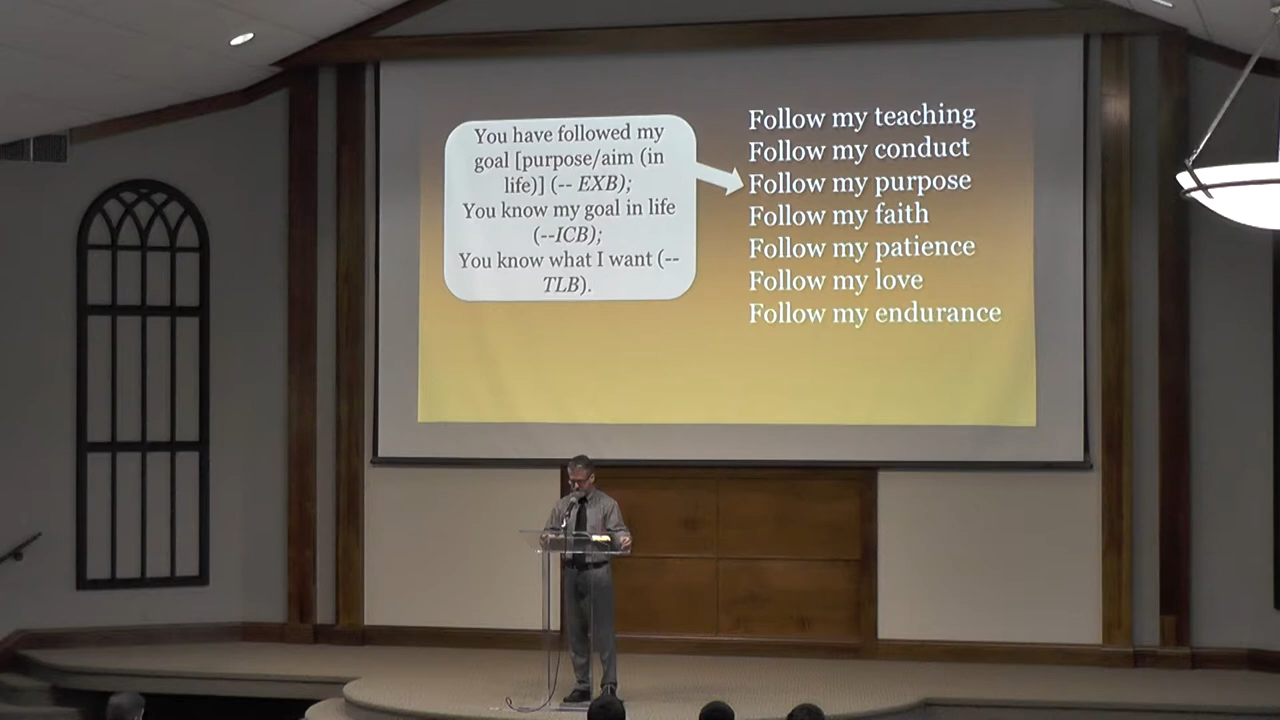 You have followed my
goal [purpose/aim (in
life)] (-- EXB);
You know my goal in life
(--ICB);
You know what I want (--
TLB).
Follow my teaching
Follow my conduct
Follow my purpose
Follow my faith
Follow my patience
Follow my love
Follow my endurance